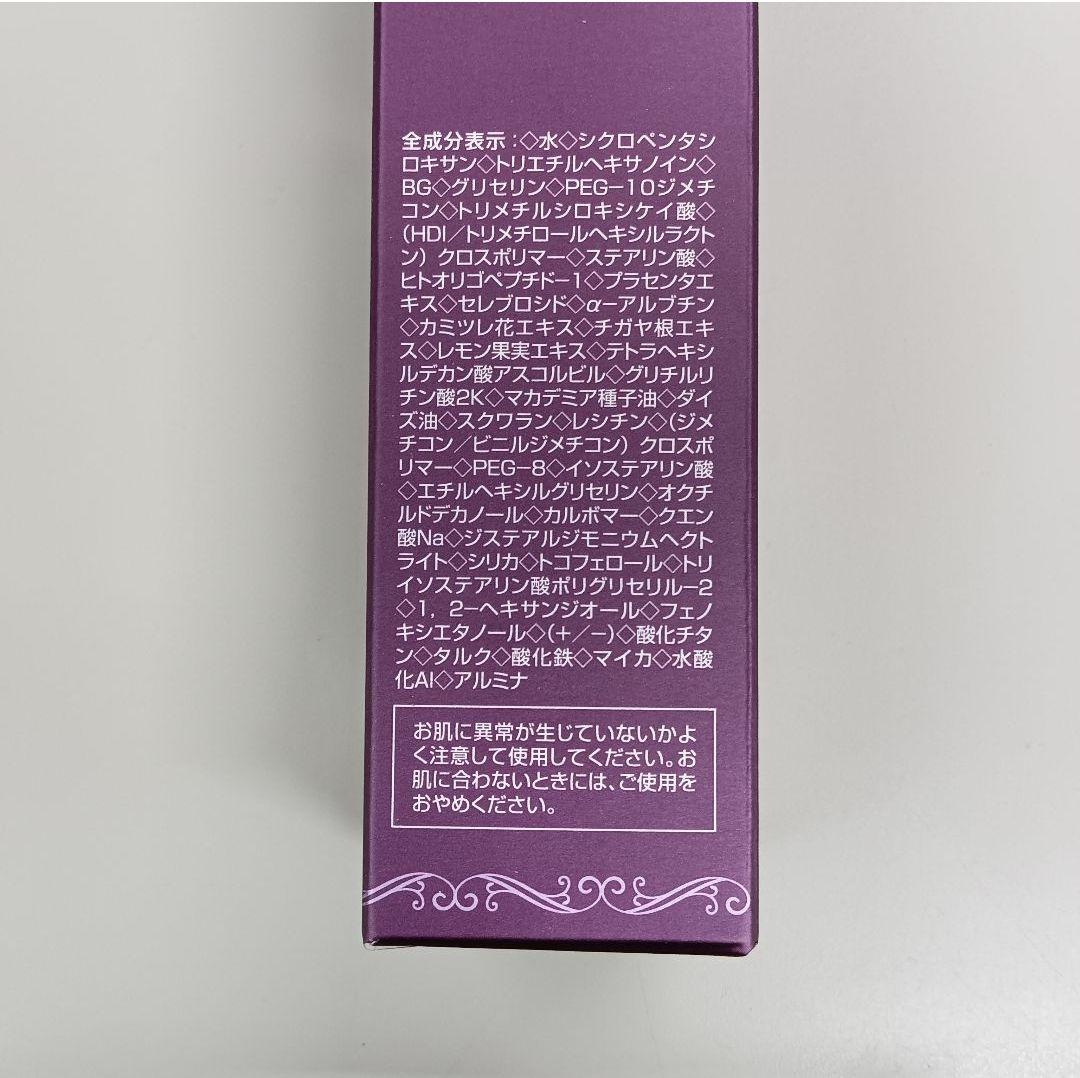 全成分表示:◇水◇シクロペンタシ
ロキサン◇トリエチルヘキサノイン◇
BG◇グリセリン◇PEG−10ジメチ
コン◇トリメチルシロキシケイ酸◇
(HDI/トリメチロールヘキシルラクト
ン)クロスポリマー◇ステアリン酸◇
ヒトオリゴペプチド−1◇プラセンタエ
キス◇セレブロシド◇α−アルブチン
◇カミツレ花エキス◇チガヤ根エキ
ス◇レモン果実エキス◇テトラヘキシ
ルデカン酸アスコルビル◇グリチルリ
チン酸2K◇マカデミア種子油◇ダイ
ズ油◇スクワラン◇レシチン◇(ジメ
チコン/ビニルジメチコン)クロスポ
リマー◇PEG−8◇イソステアリン酸
◇エチルヘキシルグリセリン◇オクチ
ルドデカノール◇カルボマー◇クエン
酸Na◇ジステアルジモニウムヘクト
ライト◇シリカ◇トコフェロール◇トリ
イソステアリン酸ポリグリセリル−2
◇1,2−ヘキサンジオール◇フェノ
キシエタノール◇(+/−)◇酸化チタ
ン◇タルク◇酸化鉄◇マイカ◇水酸
化Al◇アルミナ
お肌に異常が生じていないかよ
く注意して使用してください。お
肌に合わないときには、ご使用を
おやめください。